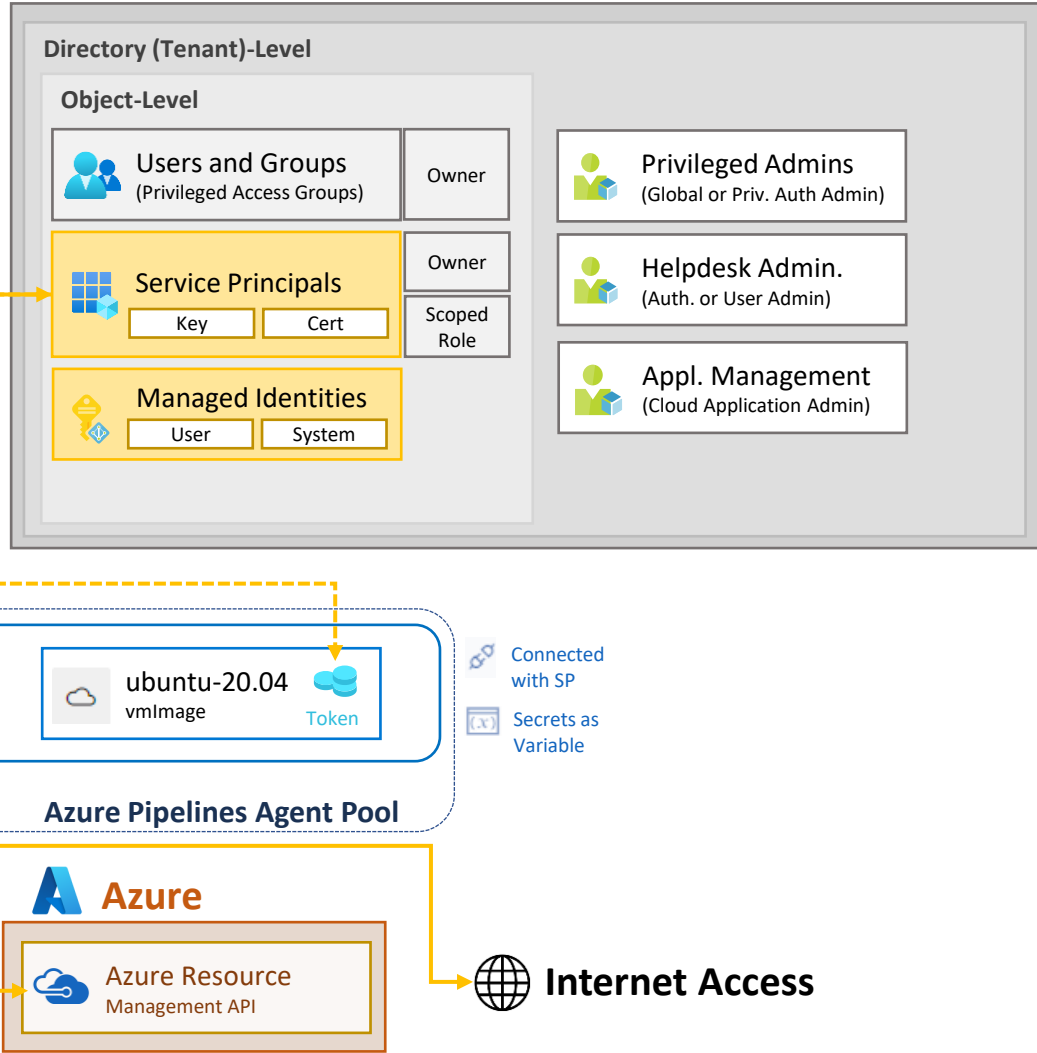 Directory (Tenant)-Level
Object-Level
Users and Groups
(Privileged Access Groups)
Owner
Service Principals
Key
Cert
Owner
Scoped
Role
Managed Identities
User
System
Privileged Admins
(Global or Priv. Auth Admin)
Helpdesk Admin.
(Auth. or User Admin)
Appl. Management
(Cloud Application Admin)
ubuntu-20.04
vmImage
Token
Connected
with SP
(x)
Secrets as
Variable
Azure Pipelines Agent Pool
Azure
Azure Resource
Management API
Internet Access